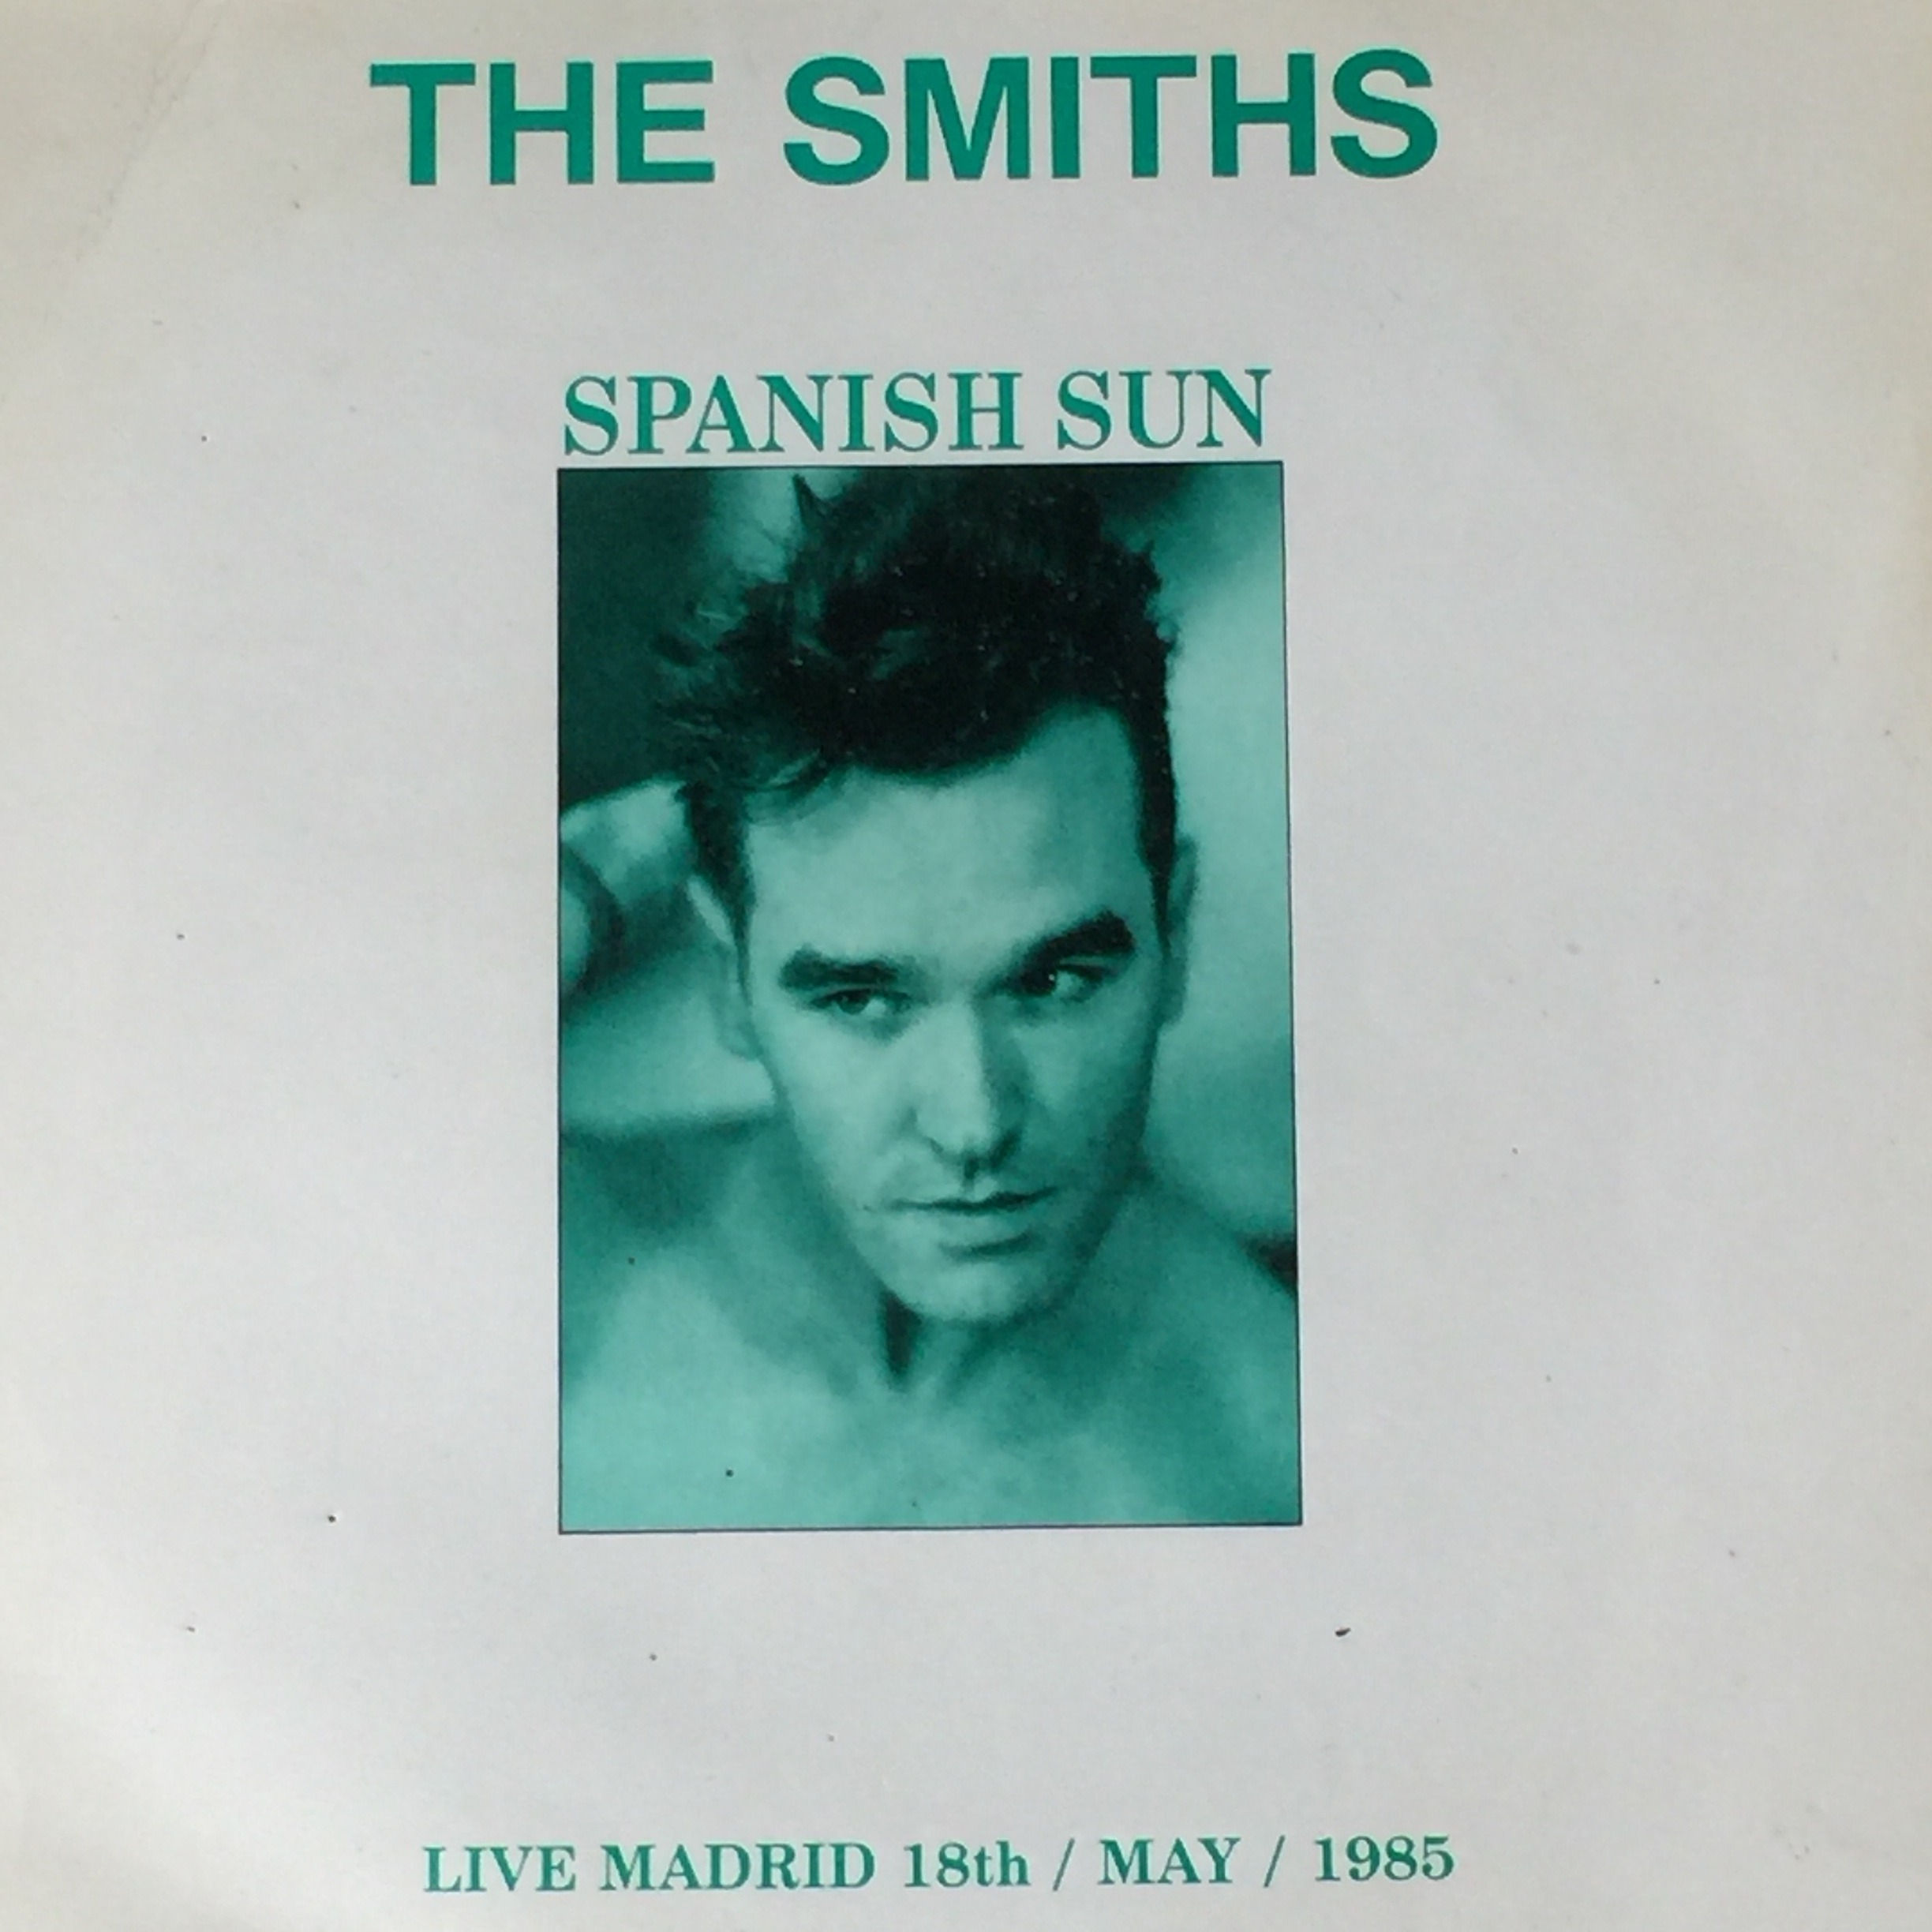 THE SMITHS
SPANISH SUN
LIVE MADRID 18th / MAY / 1985